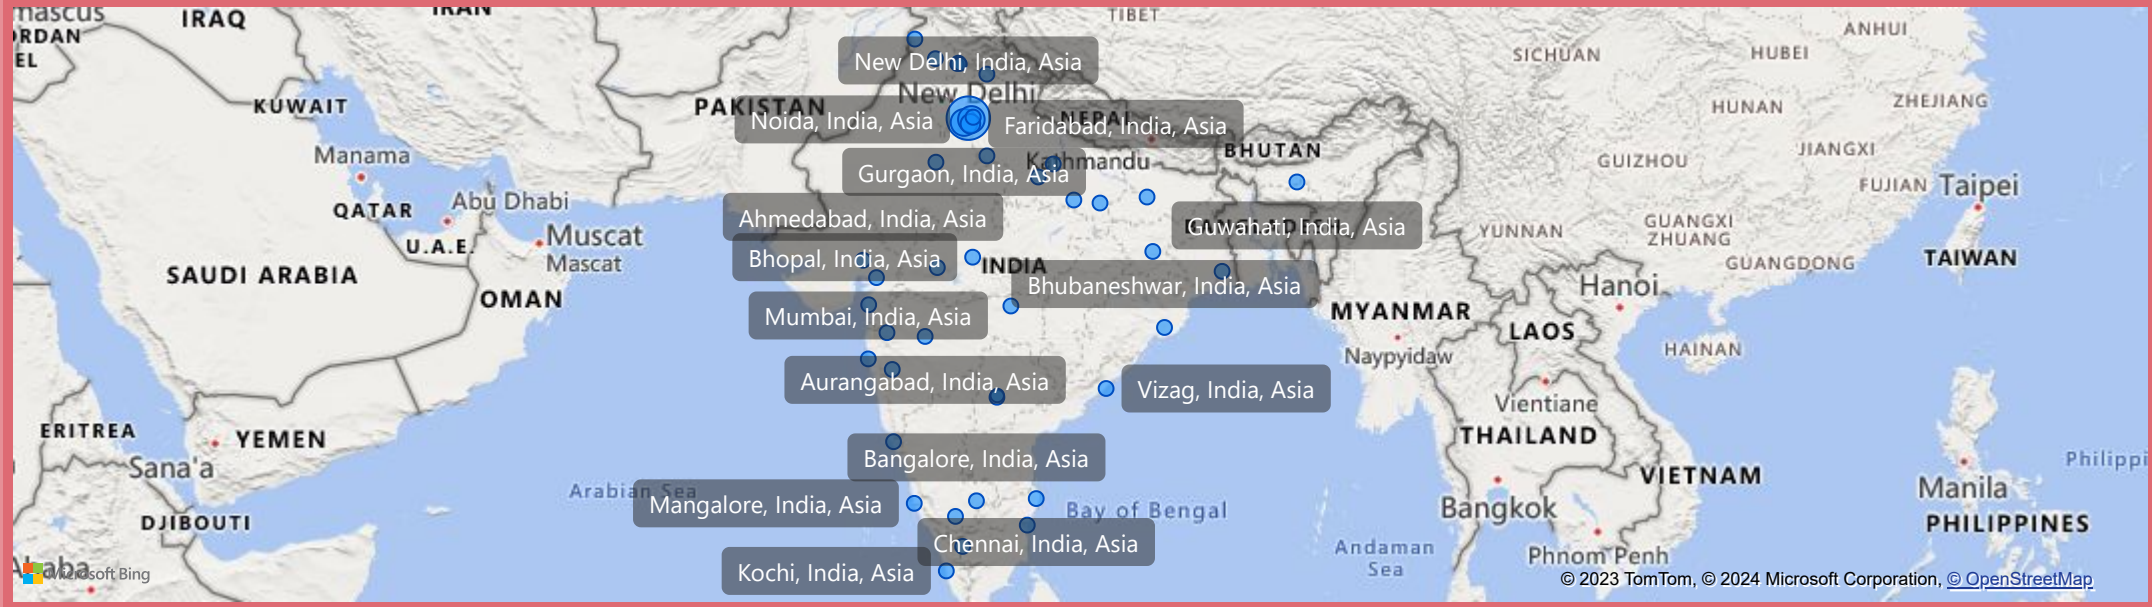 IRAQ
IRAN
TIBET
ANHUI
SICHUAN
HUBEI
New Delhi, India, Asia
New Delhi
KUWAIT
PAKISTAN
HUNAN
ZHEJIANG
Noida, India, Asia
NEPAL
Faridabad, India, Asia
Manama
Kathmandu
BHUTAN
GUIZHOU
JIANGXI
Gurgaon, India, Asia
FUJIAN
Taipei
Abu Dhabi
QATAR
Ahmedabad, India, Asia
Guwahati, India, Asia
YUNNAN
GUANGXI
ZHUANG
U.A.E.
Muscat
Mascat
Bhopal, India, Asia
INDIA
GUANGDONG
TAIWAN
SAUDI ARABIA
OMAN
Bhubaneshwar, India, Asia
Hanoi
Mumbai, India, Asia
MYANMAR
LAOS
Naypyidaw
HAINAN
Aurangabad, India, Asia
Vizag, India, Asia
Vientiane
ERITREA
YEMEN
THAILAND
Sana'a
Bangalore, India, Asia
VIETNAM
Philippi
Arabian Sea
Mangalore, India, Asia
Bay of Bengal
Bangkok
Manila
DJIBOUTI
PHILIPPINES
Chennai, India, Asia
Andaman
Sea
Phnom Penh
Kochi, India, Asia
Microsoft Bing
© 2023 TomTom, © 2024 Microsoft Corporation, © OpenStreetMap